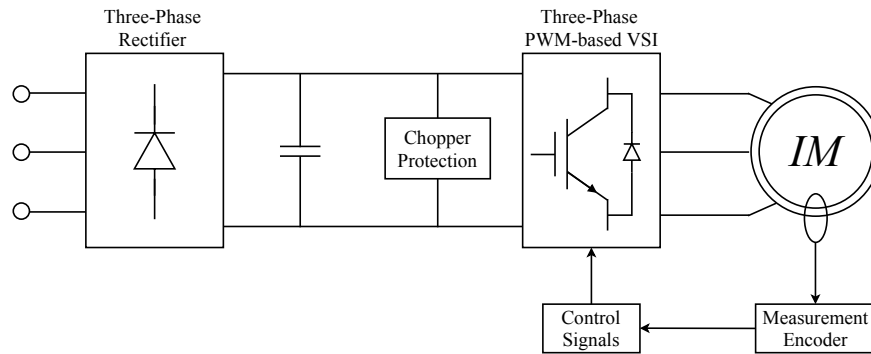 Three-Phase
Rectifier
Three-Phase
PWM-based VSI
Chopper
Protection
IM
Control
Signals
Measurement
Encoder